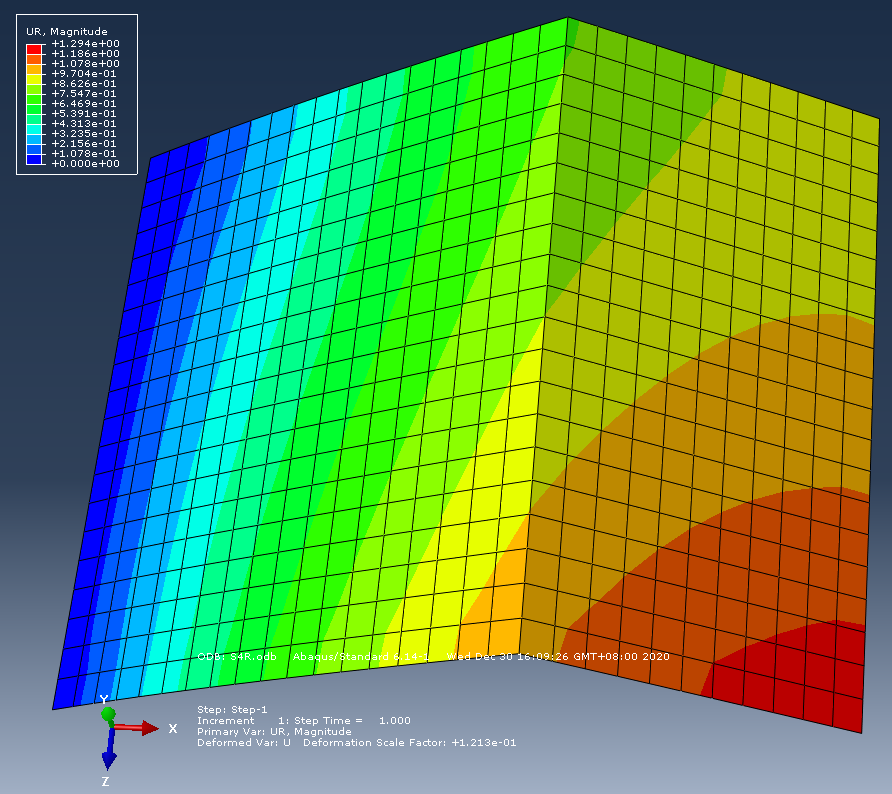 UR, Magnitude
+1.294e+00
+1.186e+00
+1.078e+00
+9.704e-01
+8.626e-01
+7.547e-01
+6.469e-01
+5.391e-01
+4.313e-01
+3.235e-01
+2.156e-01
+1.078e-01
+0.000e+00
ODB: S4R.odb Abaqus/Standard 6.14-1 Wed Dec 30 16:09:26 GMT+08:00 2020
Y
X
Z
Step: Step-1
Increment 1: Step Time = 1.000
Primary Var: UR, Magnitude
Deformed Var: U Deformation Scale Factor: +1.213e-01